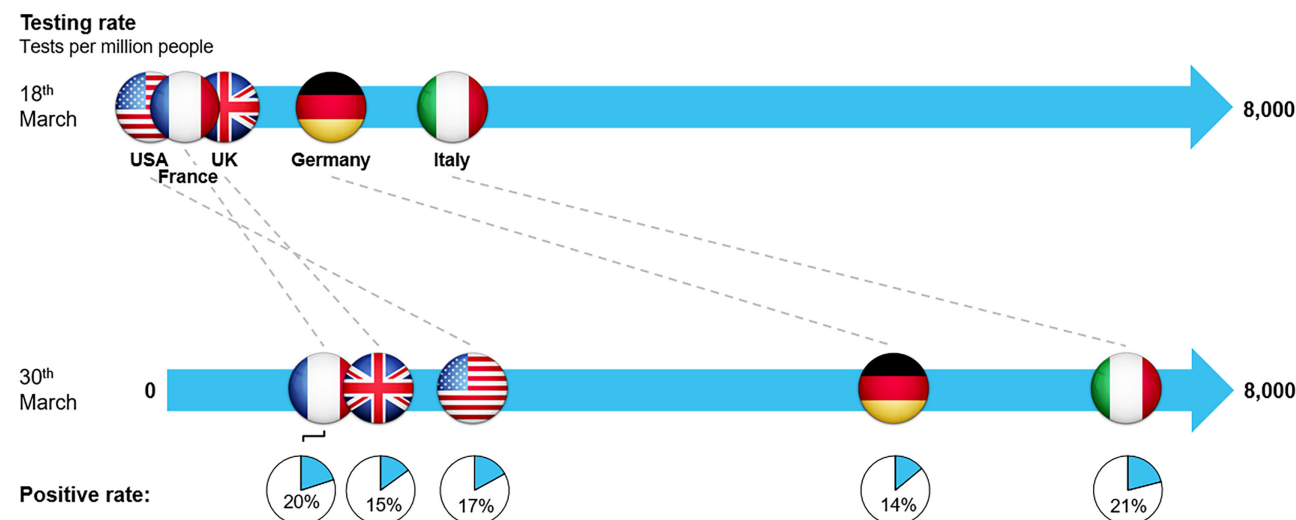 Testing rate
Tests per million people
18th
March
8,000
USA UK Germany Italy
France
30th
March
0
8,000
Positive rate:
20% 15% 17% 14% 21%